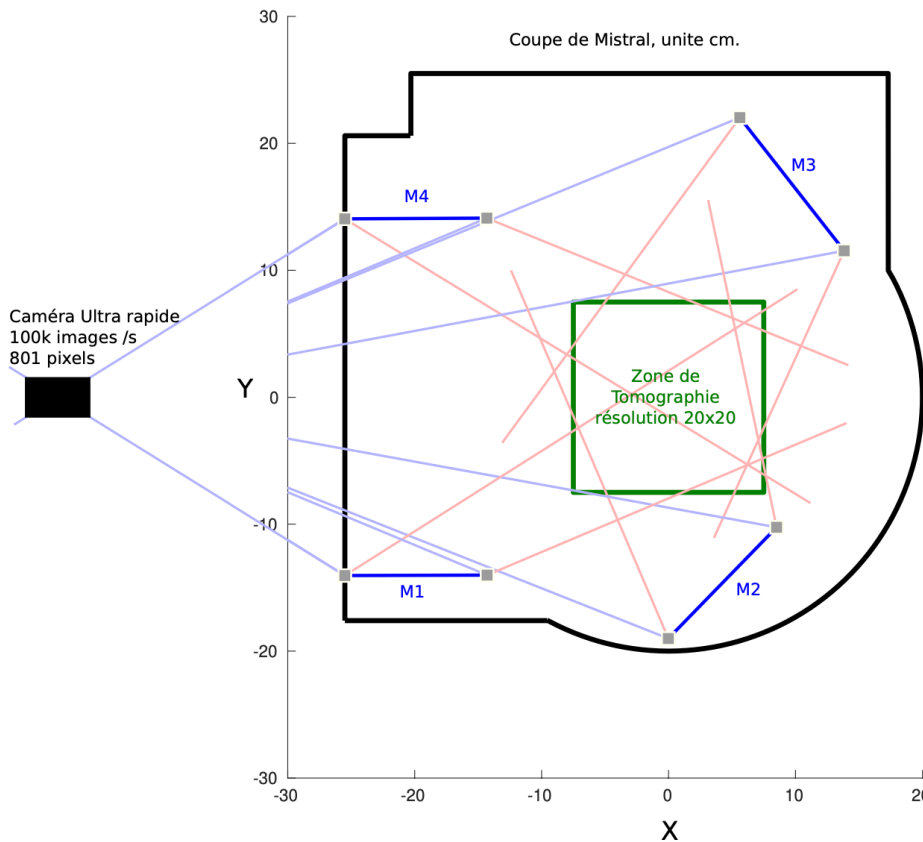 30
Coupe de Mistral, unite cm.
20
M3
M4
10
Caméra Ultra rapide
100k images /s
801 pixels
Zone de
Tomographie
résolution 20x20
Y
0
-10
M1
M2
-20
-30
-30
-20
-10
0
10
20
X